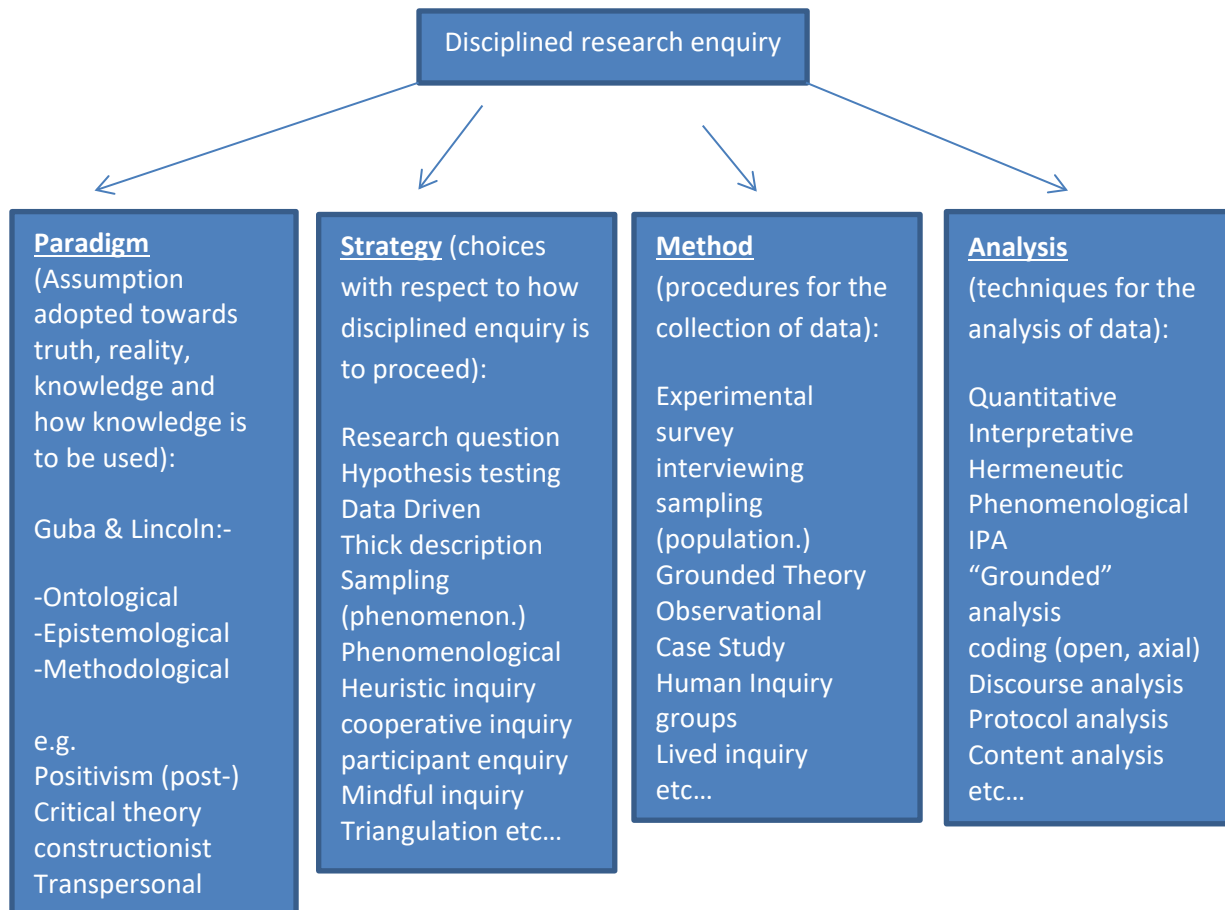 Disciplined research enquiry
Paradigm
(Assumption
adopted towards
truth, reality,
knowledge and
how knowledge is
to be used):
Guba & Lincoln:-
-Ontological
-Epistemological
-Methodological
e.g.
Positivism (post-)
Critical theory
constructionist
Transpersonal
Strategy (choices
with respect to how
disciplined enquiry is
to proceed):
Research question
Hypothesis testing
Data Driven
Thick description
Sampling
(phenomenon.)
Phenomenological
Heuristic inquiry
cooperative inquiry
participant enquiry
Mindful inquiry
Triangulation etc…
Method
(procedures for the
collection of data):
Experimental
survey
interviewing
sampling
(population.)
Grounded Theory
Observational
Case Study
Human Inquiry
groups
Lived inquiry
etc…
Analysis
(techniques for the
analysis of data):
Quantitative
Interpretative
Hermeneutic
Phenomenological
IPA
“Grounded”
analysis
coding (open, axial)
Discourse analysis
Protocol analysis
Content analysis
etc…